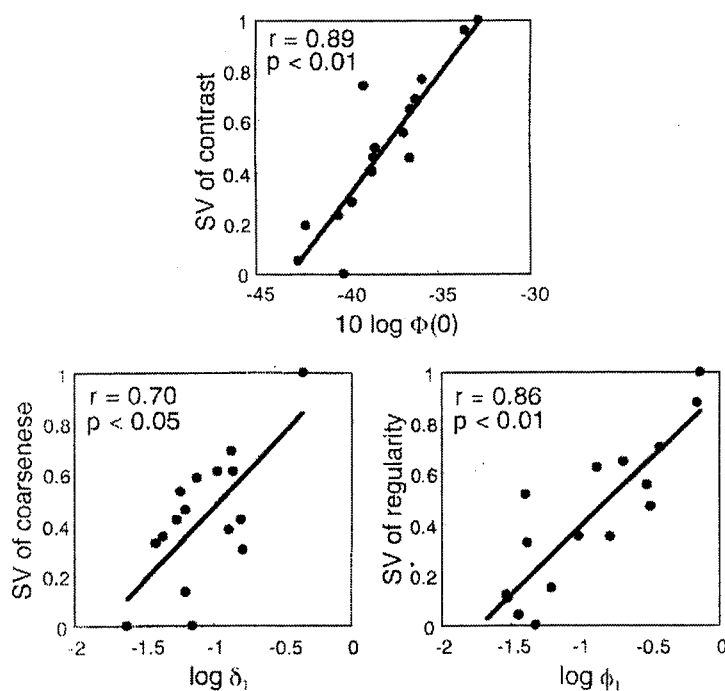 1
r = 0.89
p < 0.01
0.8
0.6
0.4
0.2
0
SV of contrast
-45
-40
-35
-30
10 log Φ(0)
1
r = 0.70
p < 0.05
0.8
0.6
0.4
0.2
0
SV of coarsenese
-2
-1.5
-1
-0.5
0
log δ₁
1
r = 0.86
p < 0.01
0.8
0.6
0.4
0.2
0
SV of regularity
-2
-1.5
-1
-0.5
0
log ϕ₁